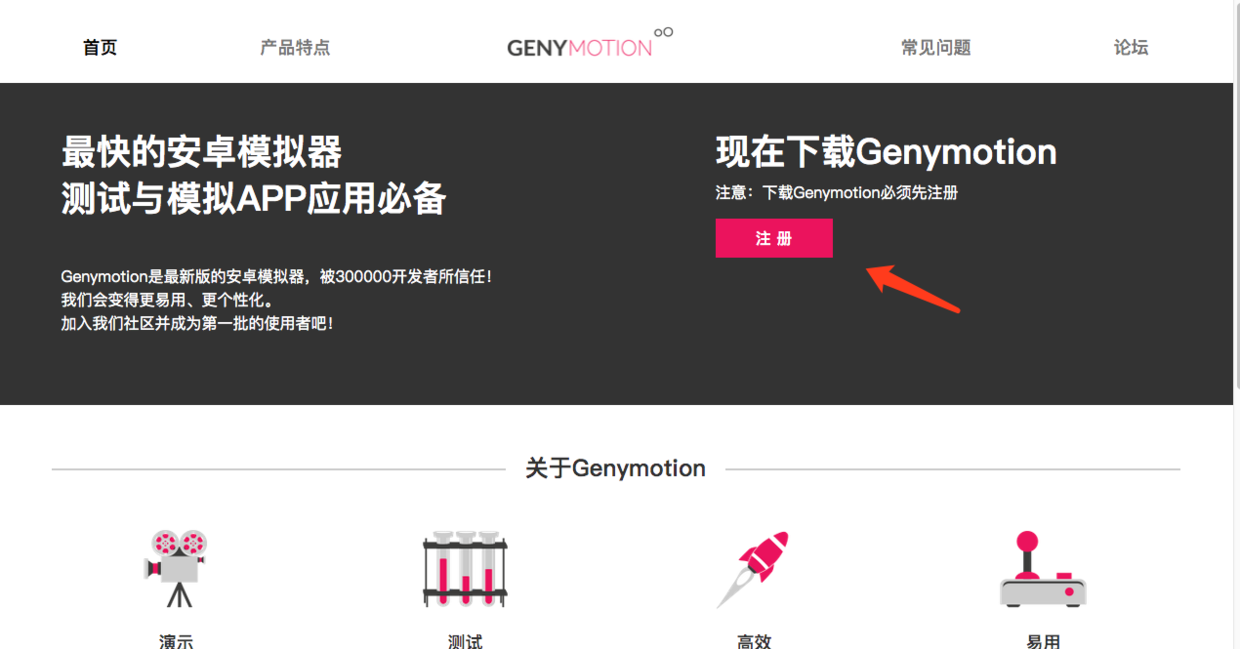 首页
产品特点
GENYMOTION
常见问题
论坛
最快的安卓模拟器
测试与模拟APP应用必备
Genymotion是最新版的安卓模拟器，被300000开发者所信任！
我们会变得更易用、更个性化。
加入我们社区并成为第一批的使用者吧！
现在下载Genymotion
注意：下载Genymotion必须先注册
注 册
关于Genymotion
演示
测试
高效
易用